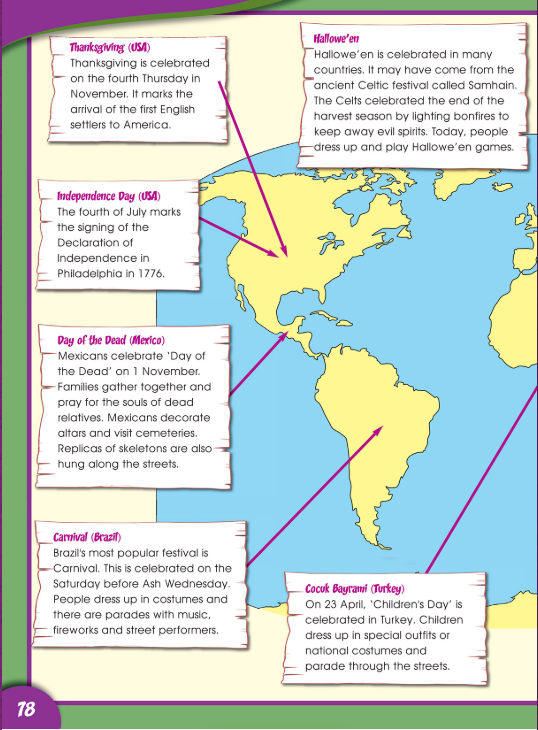 Thanksgiving (USA)
Thanksgiving is celebrated
on the fourth Thursday in
November. It marks the
arrival of the first English
settlers to America.
Hallowe'en
Hallowe'en is celebrated in many
countries. It may have come from the
ancient Celtic festival called Samhain.
The Celts celebrated the end of the
harvest season by lighting bonfires to
keep away evil spirits. Today, people
dress up and play Hallowe'en games.
Independence Day (USA)
The fourth of July marks
the signing of the
Declaration of
Independence in
Philadelphia in 1776.
Day of the Dead (Mexico)
Mexicans celebrate 'Day of
the Dead' on 1 November.
Families gather together and
pray for the souls of dead
relatives. Mexicans decorate
altars and visit cemeteries.
Replicas of skeletons are also
hung along the streets.
Carnival (Brazil)
Brazil's most popular festival is
Carnival. This is celebrated on the
Saturday before Ash Wednesday.
People dress up in costumes and
there are parades with music,
fireworks and street performers.
Cocuk Bayrami (Turkey)
On 23 April, 'Children's Day' is
celebrated in Turkey. Children
dress up in special outfits or
national costumes and
parade through the streets.
78